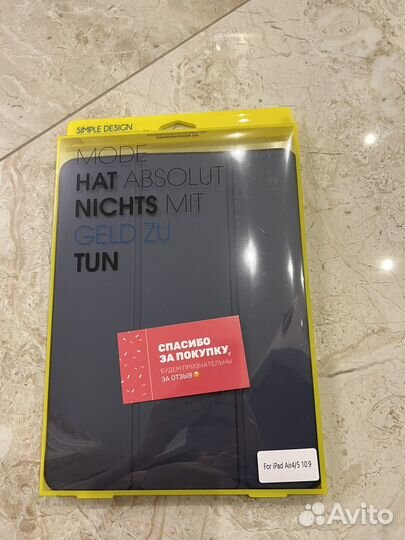 SIMPLE DESIGN
MODE
HAT ABSOLUT
NICHTS MIT
GELD ZU
TUN
СПАСИБО
ЗА ПОКУПКУ,
БУДЕМ ПРИЗНАТЕЛЬНЫ
ЗА ОТЗЫВ
For iPad Air4/5 10.9
Avito